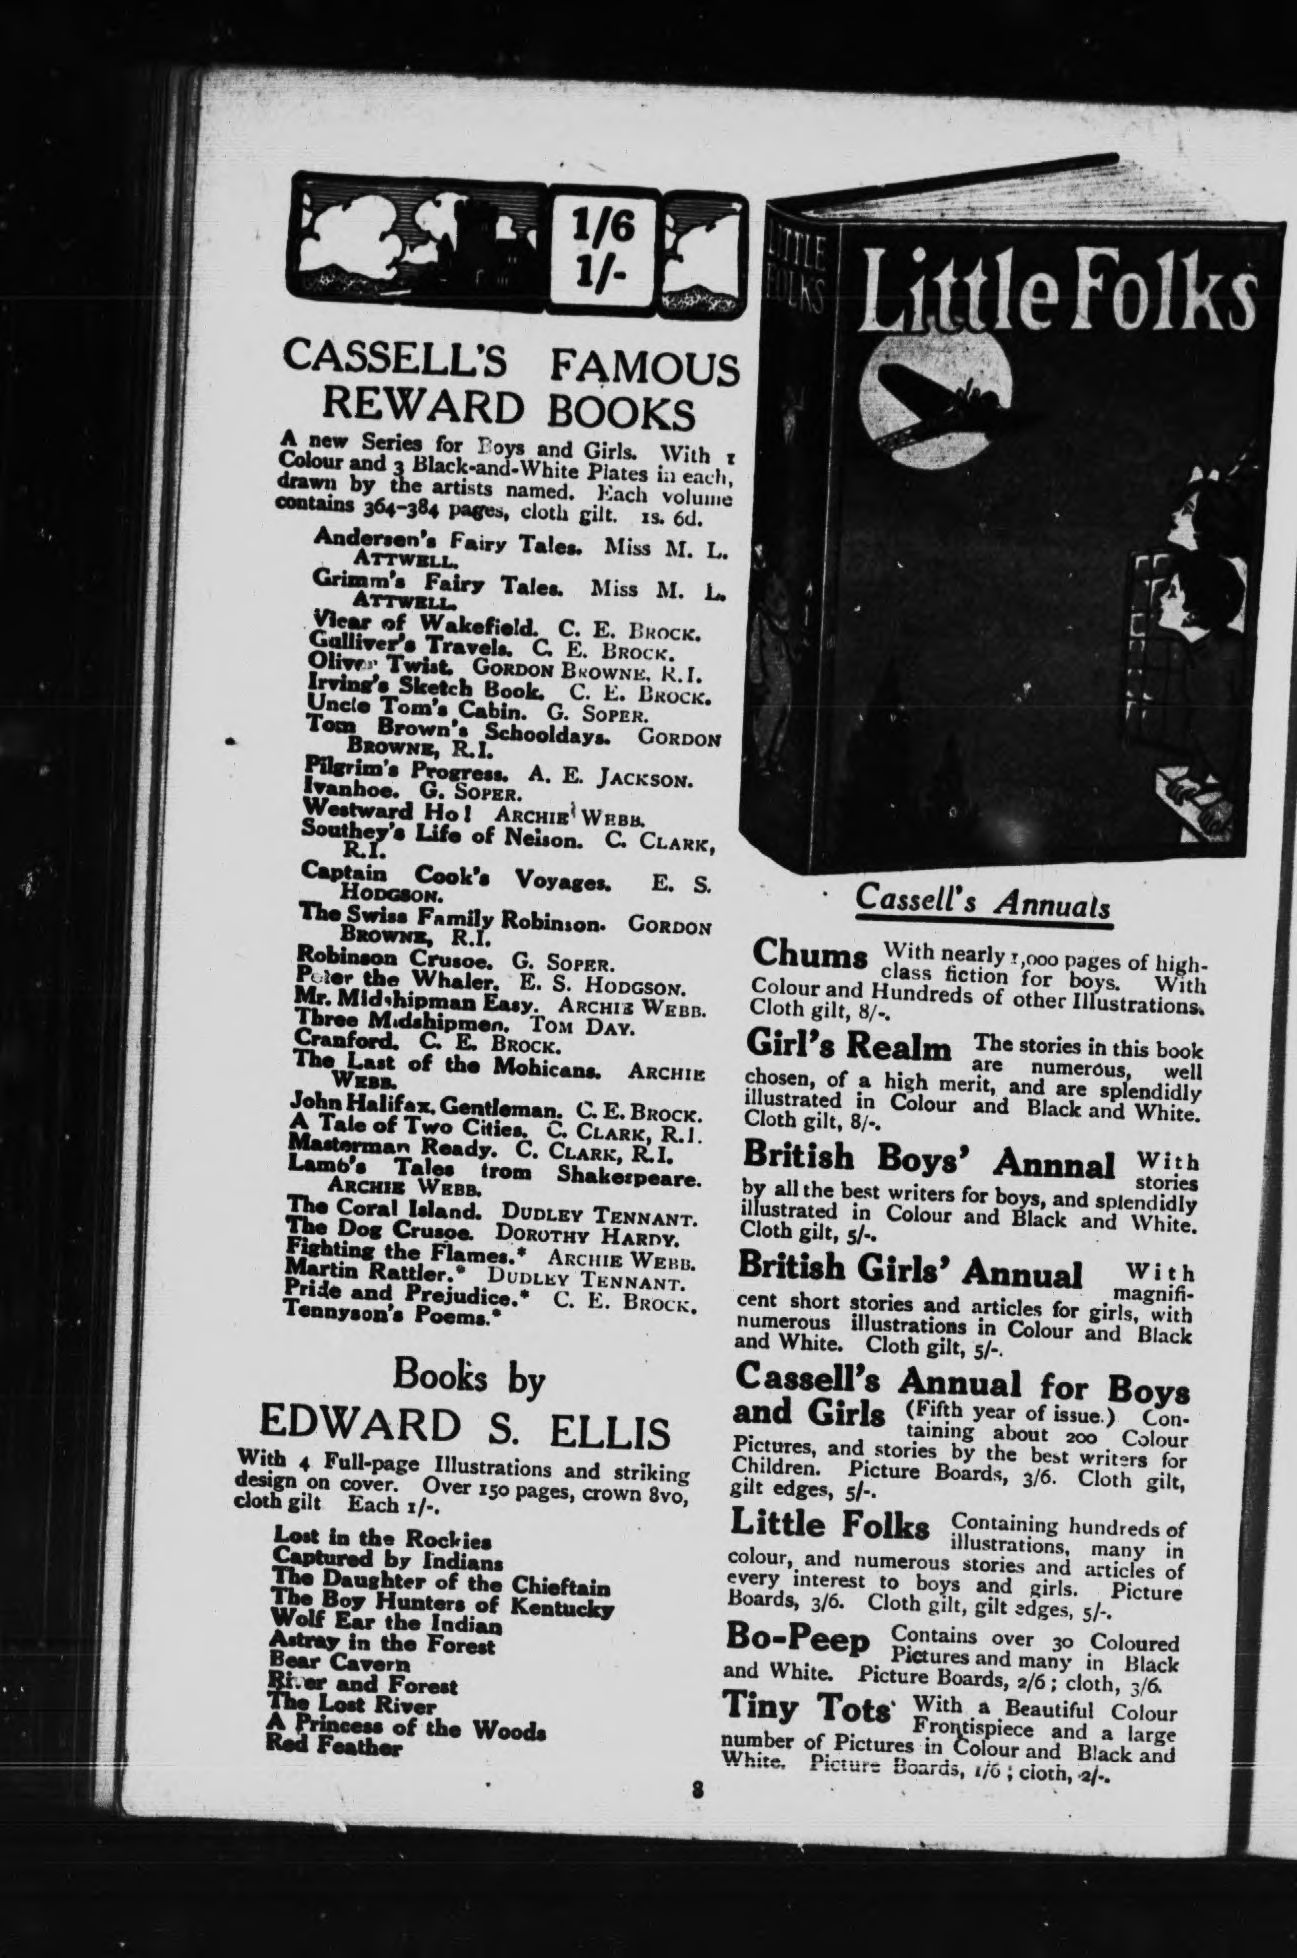 1/6
1/-
CASSELL'S FAMOUS
REWARD BOOKS
A new Series for Boys and Girls. With 1
Colour and 3 Black-and-White Plates in each,
drawn by the artists named. Each volume
contains 364-384 pages, cloth gilt. 1s. 6d.
Andersen's Fairy Tales. Miss M. L.
ATTWELL.
Grimm's Fairy Tales. Miss M. L.
ATTWELL.
Vicar of Wakefield. C. E. BROCK.
Gulliver's Travels. C. E. BROCK.
Oliver Twist. GORDON BROWNE, R.I.
Irving's Sketch Book. C. E. BROCK.
Uncle Tom's Cabin. G. SOPER.
Tom Brown's Schooldays. GORDON
BROWNE, R.I.
Pilgrim's Progress. A. E. JACKSON.
Ivanhoe. G. SOPER.
Westward Ho! ARCHIE WEBB.
Southey's Life of Nelson. C. CLARK,
R.I.
Captain Cook's Voyages. E. S.
HODGSON.
The Swiss Family Robinson. GORDON
BROWNE, R.I.
Robinson Crusoe. G. SOPER.
Peter the Whaler. E. S. HODGSON.
Mr. Midshipman Easy. ARCHIE WEBB.
Three Midshipmen. TOM DAY.
Cranford. C. E. BROCK.
The Last of the Mohicans. ARCHIE
WEBB.
John Halifax, Gentleman. C. E. BROCK.
A Tale of Two Cities. C. CLARK, R.I.
Masterman Ready. C. CLARK, R.I.
Lamb's Tales from Shakespeare.
ARCHIE WEBB.
The Coral Island. DUDLEY TENNANT.
The Dog Crusoe. DOROTHY HARDY.
Fighting the Flames.* ARCHIE WEBB.
Martin Rattler.* DUDLEY TENNANT.
Pride and Prejudice.* C. E. BROCK.
Tennyson's Poems.*
Books by
EDWARD S. ELLIS
With 4 Full-page Illustrations and striking
design on cover. Over 150 pages, crown 8vo,
cloth gilt Each 1/-.
Lost in the Rockies
Captured by Indians
The Daughter of the Chieftain
The Boy Hunters of Kentucky
Wolf Ear the Indian
Astray in the Forest
Bear Cavern
River and Forest
The Lost River
A Princess of the Woods
Red Feather
LITTLE
FOLKS
Little Folks
Cassell's Annuals
Chums With nearly 1,000 pages of high-
class fiction for boys. With
Colour and Hundreds of other Illustrations.
Cloth gilt, 8/-.
Girl's Realm The stories in this book
are numerous, well
chosen, of a high merit, and are splendidly
illustrated in Colour and Black and White.
Cloth gilt, 8/-.
British Boys' Annnal With
stories
by all the best writers for boys, and splendidly
illustrated in Colour and Black and White.
Cloth gilt, 5/-.
British Girls' Annual With
magnifi-
cent short stories and articles for girls, with
numerous illustrations in Colour and Black
and White. Cloth gilt, 5/-.
Cassell's Annual for Boys
and Girls (Fifth year of issue.) Con-
taining about 200 Colour
Pictures, and stories by the best writers for
Children. Picture Boards, 3/6. Cloth gilt,
gilt edges, 5/-.
Little Folks Containing hundreds of
illustrations, many in
colour, and numerous stories and articles of
every interest to boys and girls. Picture
Boards, 3/6. Cloth gilt, gilt edges, 5/-.
Bo-Peep Contains over 30 Coloured
Pictures and many in Black
and White. Picture Boards, 2/6; cloth, 3/6.
Tiny Tots With a Beautiful Colour
Frontispiece and a large
number of Pictures in Colour and Black and
White. Picture Boards, 1/6; cloth, 2/-.
8